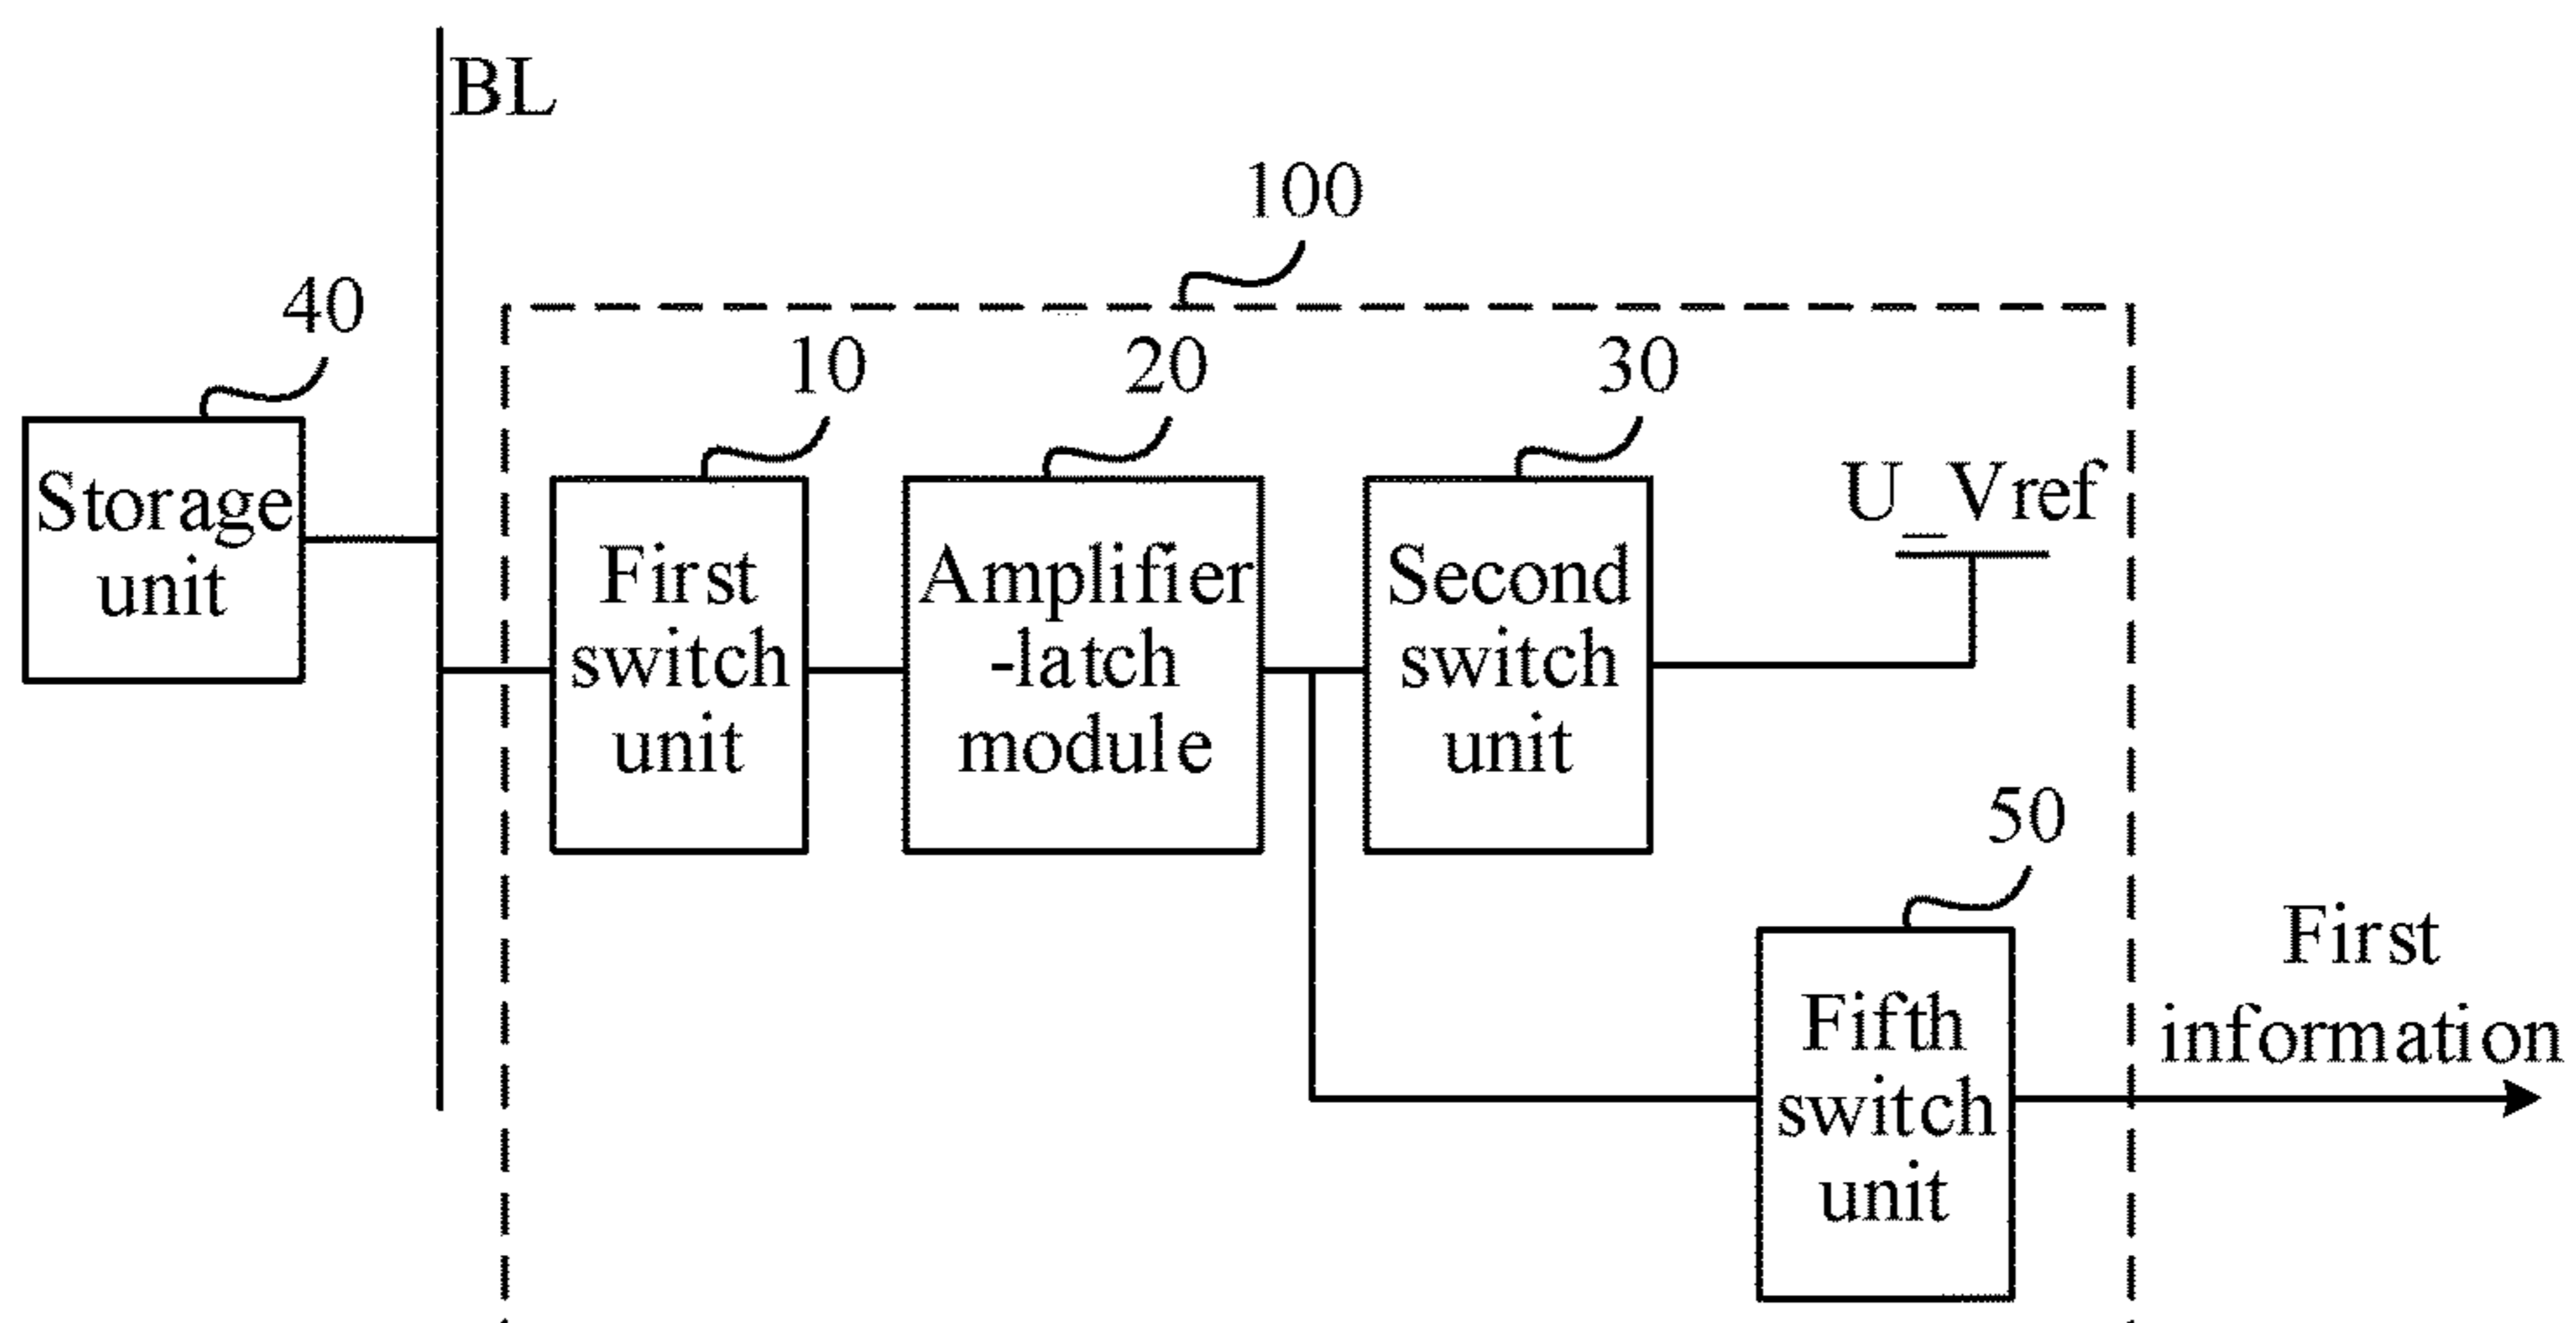 BL
100
40
10
20
30
Storage
unit
First
switch
unit
Amplifier
-latch
module
Second
switch
unit
U_Vref
50
Fifth
switch
unit
First
information